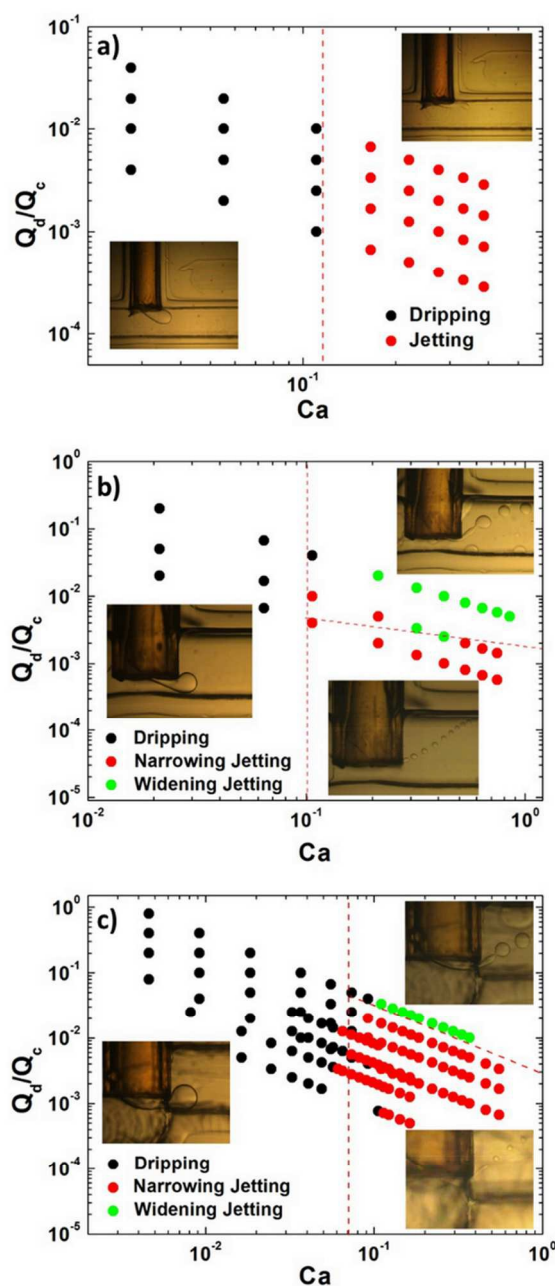 a)
10⁻¹
10⁻²
10⁻³
10⁻⁴
Q_d/Q_c
Dripping
Jetting
10⁻¹
Ca
b)
10⁰
10⁻¹
10⁻²
10⁻³
10⁻⁴
10⁻⁵
Q_d/Q_c
Dripping
Narrowing Jetting
Widening Jetting
10⁻² 10⁻¹ 10⁰
Ca
c)
10⁰
10⁻¹
10⁻²
10⁻³
10⁻⁴
10⁻⁵
Q_d/Q_c
Dripping
Narrowing Jetting
Widening Jetting
10⁻² 10⁻¹ 10⁰
Ca